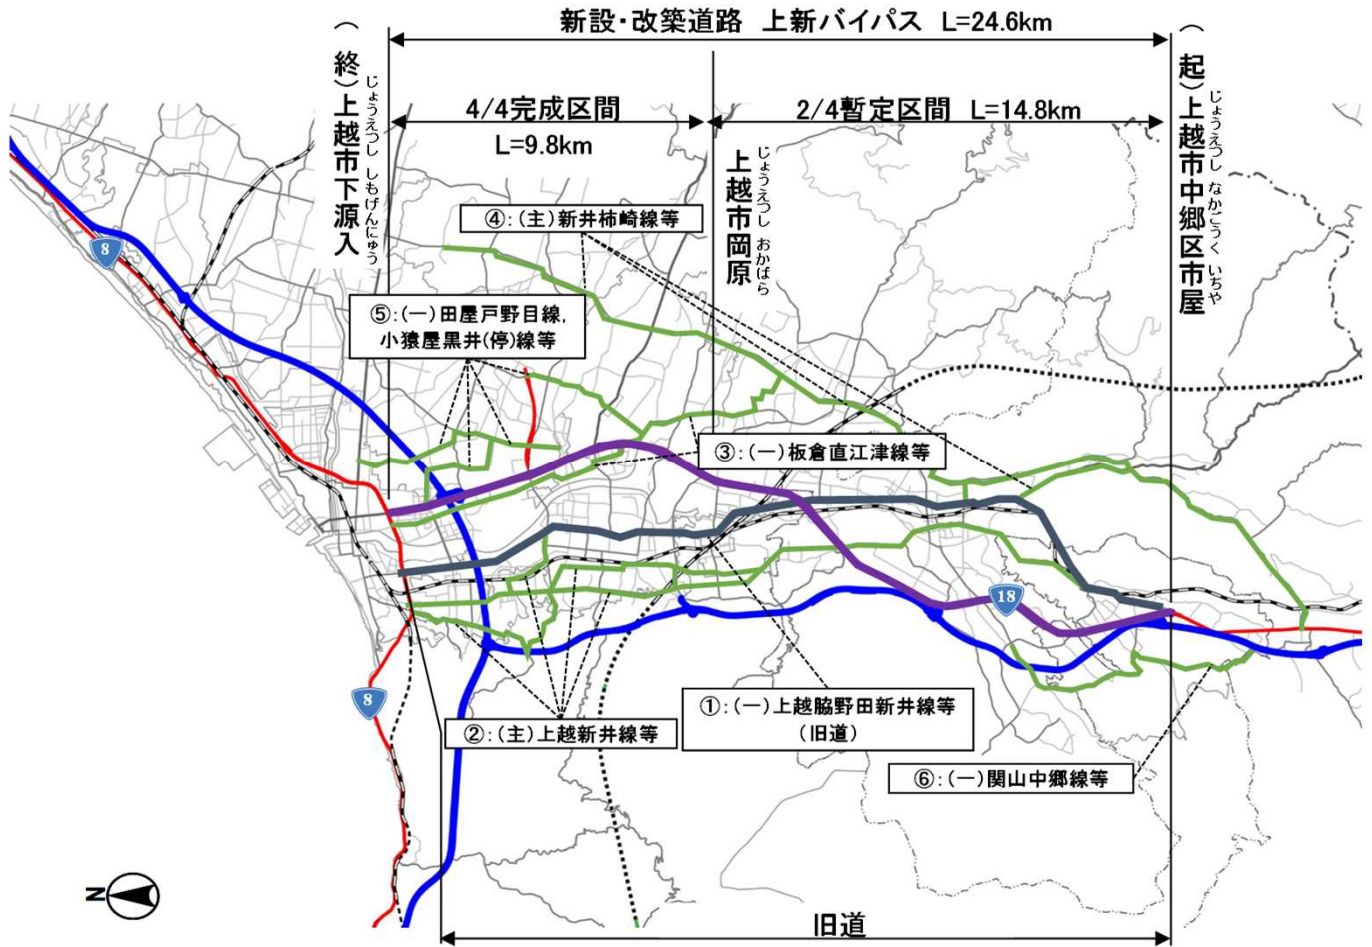 新設・改築道路 上新バイパス L=24.6km
(終)上越市下源入
じょうえつし しもげんにゅう
(起)上越市中郷区市屋
じょうえつし なかごうく いちや
4/4完成区間
L=9.8km
2/4暫定区間 L=14.8km
上越市岡原
じょうえつし おかばら
④:(主)新井柿崎線等
8
⑤:(一)田屋戸野目線,
小猿屋黒井(停)線等
③:(一)板倉直江津線等
18
8
②:(主)上越新井線等
①:(一)上越脇野田新井線等
(旧道)
⑥:(一)関山中郷線等
N
旧道